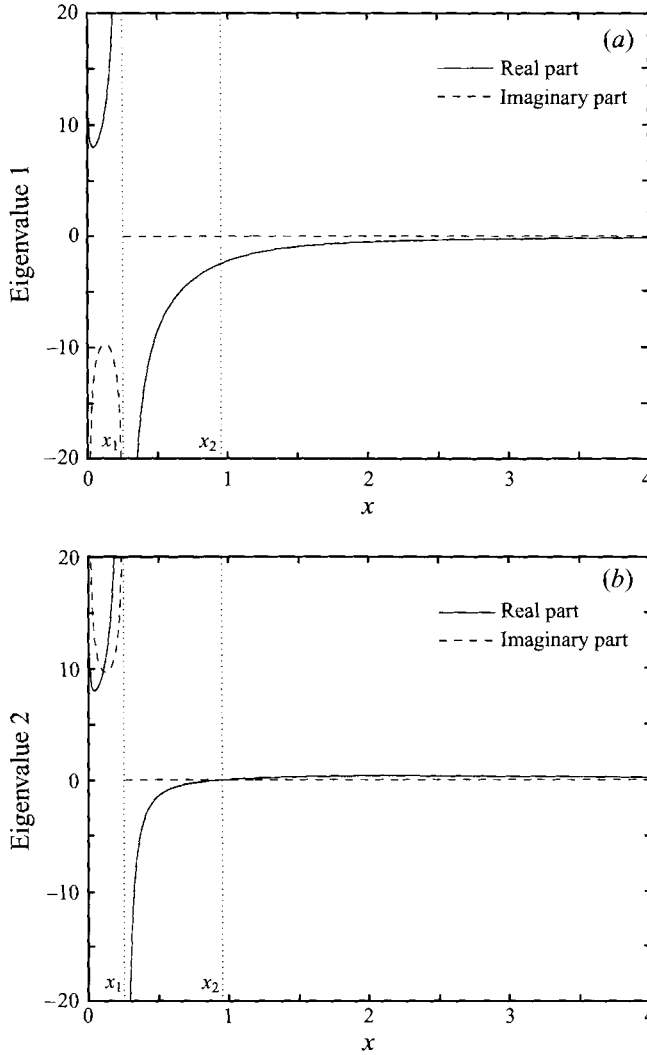 20
(a)
Real part
Imaginary part
10
Eigenvalue 1
0
−10
x1
x2
−20
0
1
2
3
4
x
20
(b)
Real part
Imaginary part
10
Eigenvalue 2
0
−10
x1
x2
−20
0
1
2
3
4
x